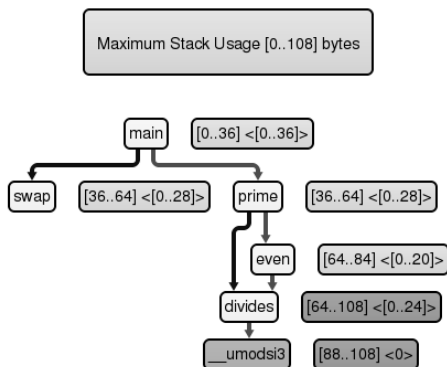 Maximum Stack Usage [0..108] bytes
main [0..36] <[0..36]>
swap [36..64] <[0..28]> prime [36..64] <[0..28]>
even [64..84] <[0..20]>
divides [64..108] <[0..24]>
__umodsi3 [88..108] <0>